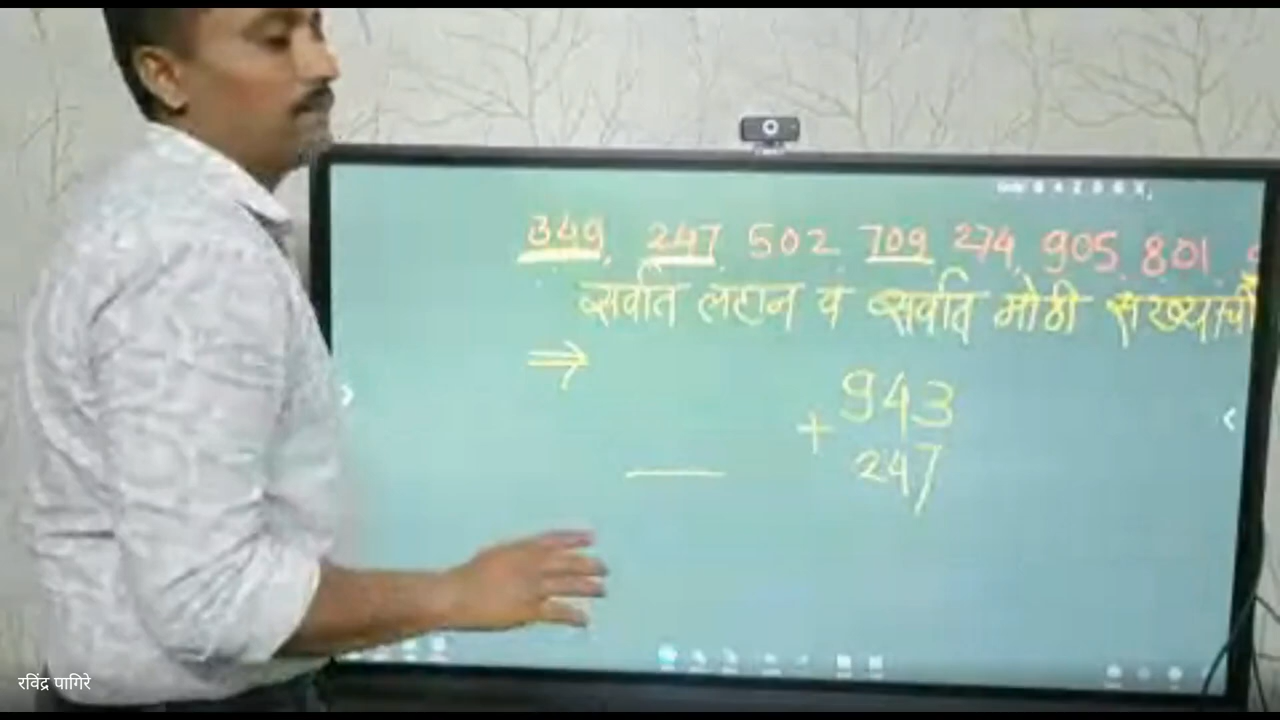 349, 247, 502 709 274, 905, 801,
सर्वात लहान व सर्वात मोठी संख्यांची
⇒
943
+
247
रविंद्र पागिरे